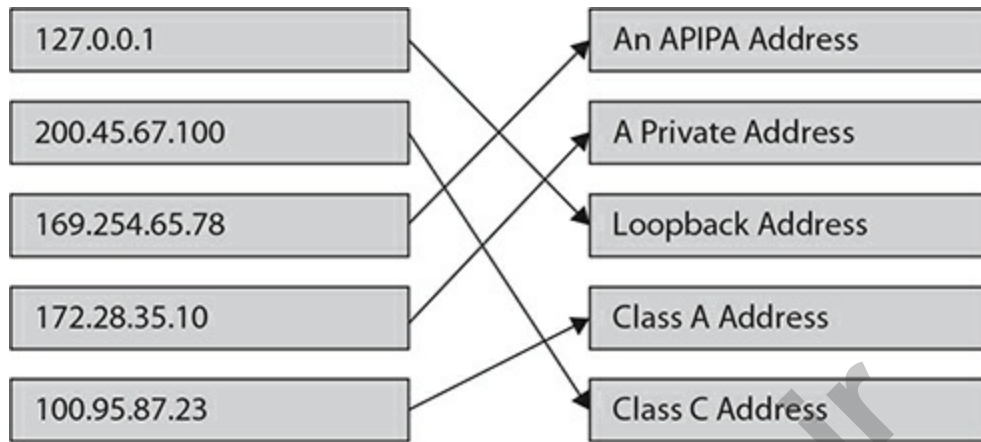 127.0.0.1
An APIPA Address
200.45.67.100
A Private Address
169.254.65.78
Loopback Address
172.28.35.10
Class A Address
100.95.87.23
Class C Address
ir